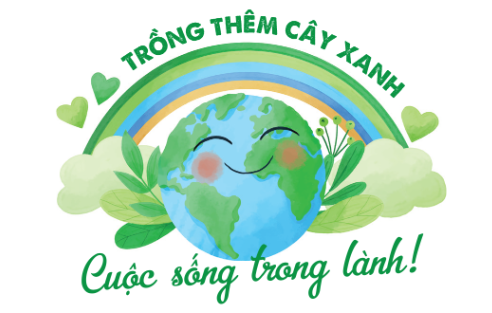 TRỒNG THÊM CÂY XANH
Cuộc sống trong lành!